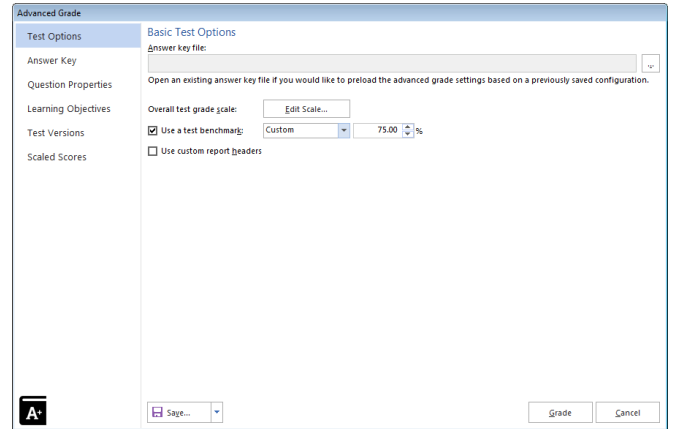 Advanced Grade
Test Options
Answer Key
Question Properties
Learning Objectives
Test Versions
Scaled Scores
Basic Test Options
Answer key file:
...
Open an existing answer key file if you would like to preload the advanced grade settings based on a previously saved configuration.
Overall test grade scale: Edit Scale...
Use a test benchmark: Custom 75.00 %
Use custom report headers
A+
Save...
Grade Cancel